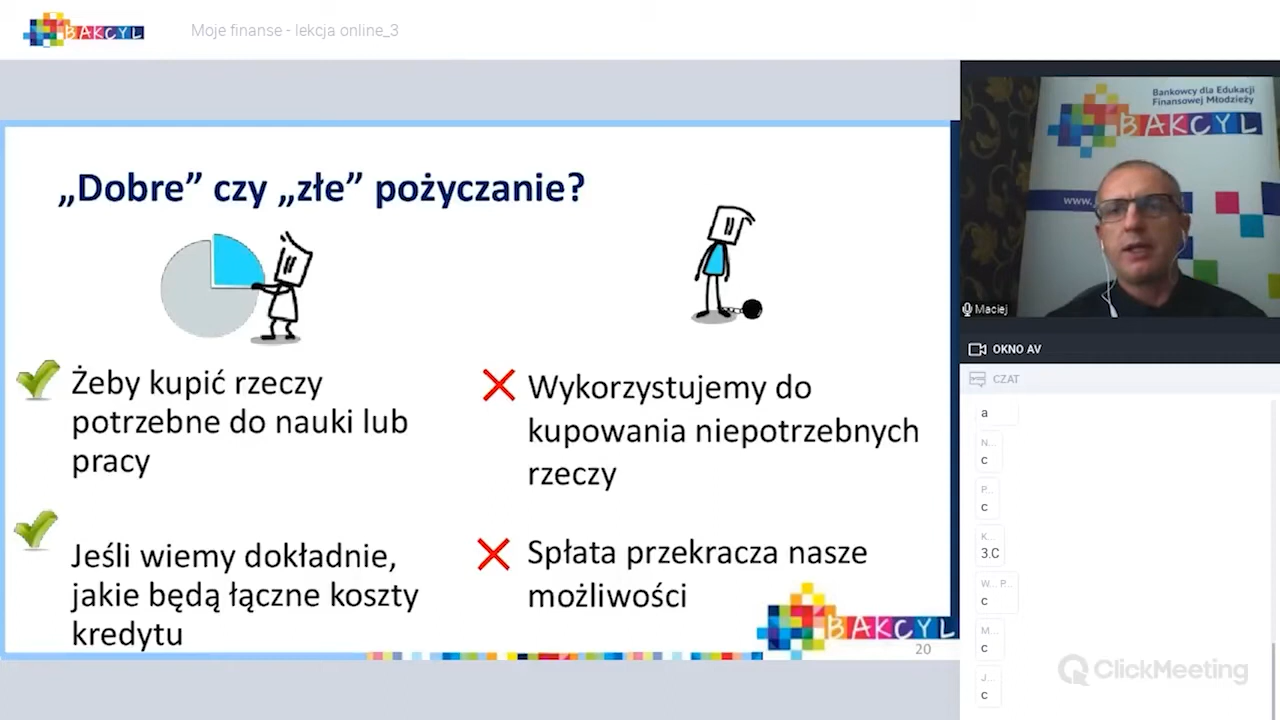 BAKCYL
Moje finanse - lekcja online_3
„Dobre” czy „złe” pożyczanie?
Żeby kupić rzeczy
potrzebne do nauki lub
pracy
Jeśli wiemy dokładnie,
jakie będą łączne koszty
kredytu
Wykorzystujemy do
kupowania niepotrzebnych
rzeczy
Spłata przekracza nasze
możliwości
BAKCYL
20
Bankowcy dla Edukacji
Finansowej Młodzieży
BAKCYL
www.
Maciej
OKNO AV
CZAT
a
N...
c
P...
c
K...
3.C
W... P...
c
M...
c
J...
c
ClickMeeting